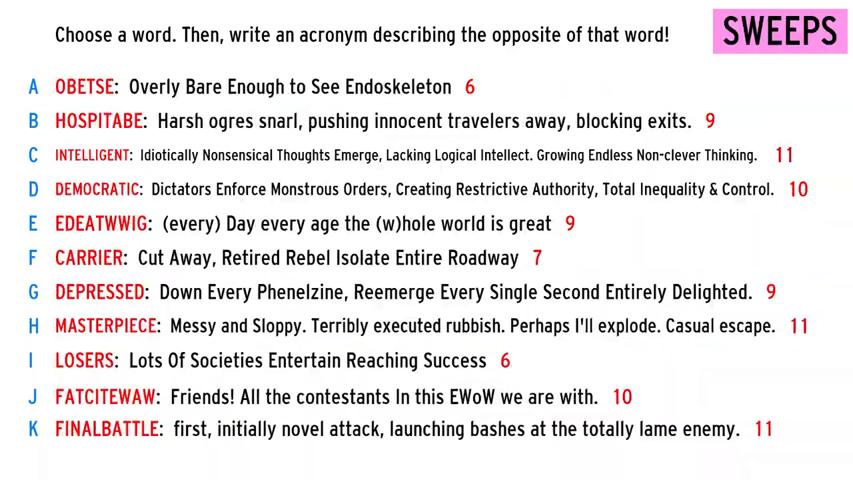 Choose a word. Then, write an acronym describing the opposite of that word!
SWEEPS
A OBETSE: Overly Bare Enough to See Endoskeleton 6
B HOSPITABE: Harsh ogres snarl, pushing innocent travelers away, blocking exits. 9
C INTELLIGENT: Idiotically Nonsensical Thoughts Emerge, Lacking Logical Intellect. Growing Endless Non-clever Thinking. 11
D DEMOCRATIC: Dictators Enforce Monstrous Orders, Creating Restrictive Authority, Total Inequality & Control. 10
E EDEATWWIG: (every) Day every age the (w)hole world is great 9
F CARRIER: Cut Away, Retired Rebel Isolate Entire Roadway 7
G DEPRESSED: Down Every Phenelzine, Reemerge Every Single Second Entirely Delighted. 9
H MASTERPIECE: Messy and Sloppy. Terribly executed rubbish. Perhaps I'll explode. Casual escape. 11
I LOSERS: Lots Of Societies Entertain Reaching Success 6
J FATCITEWAW: Friends! All the contestants In this EWoW we are with. 10
K FINALBATTLE: first, initially novel attack, launching bashes at the totally lame enemy. 11